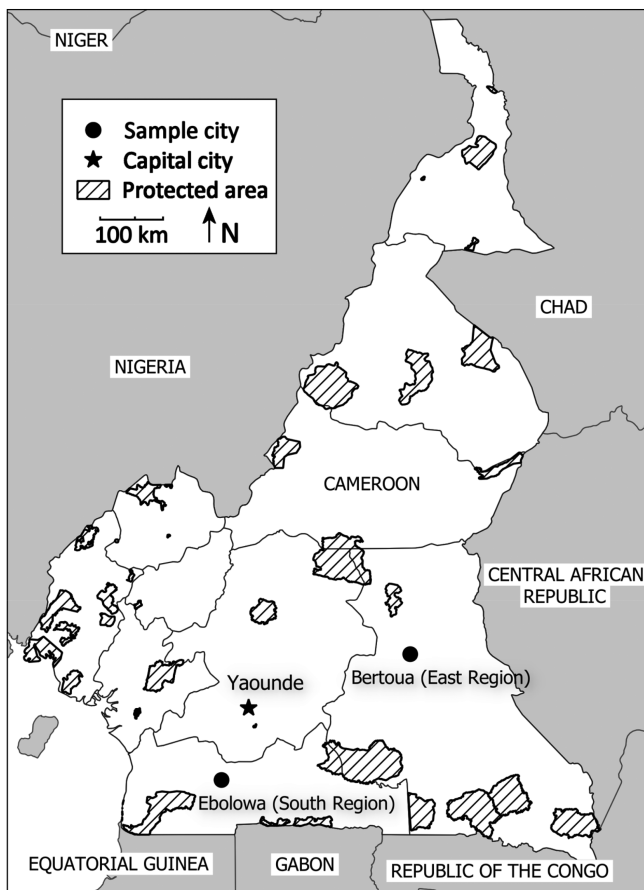 NIGER
Sample city
Capital city
Protected area
100 km
N
CHAD
NIGERIA
CAMEROON
CENTRAL AFRICAN
REPUBLIC
Yaounde
Bertoua (East Region)
Ebolowa (South Region)
EQUATORIAL GUINEA
GABON
REPUBLIC OF THE CONGO